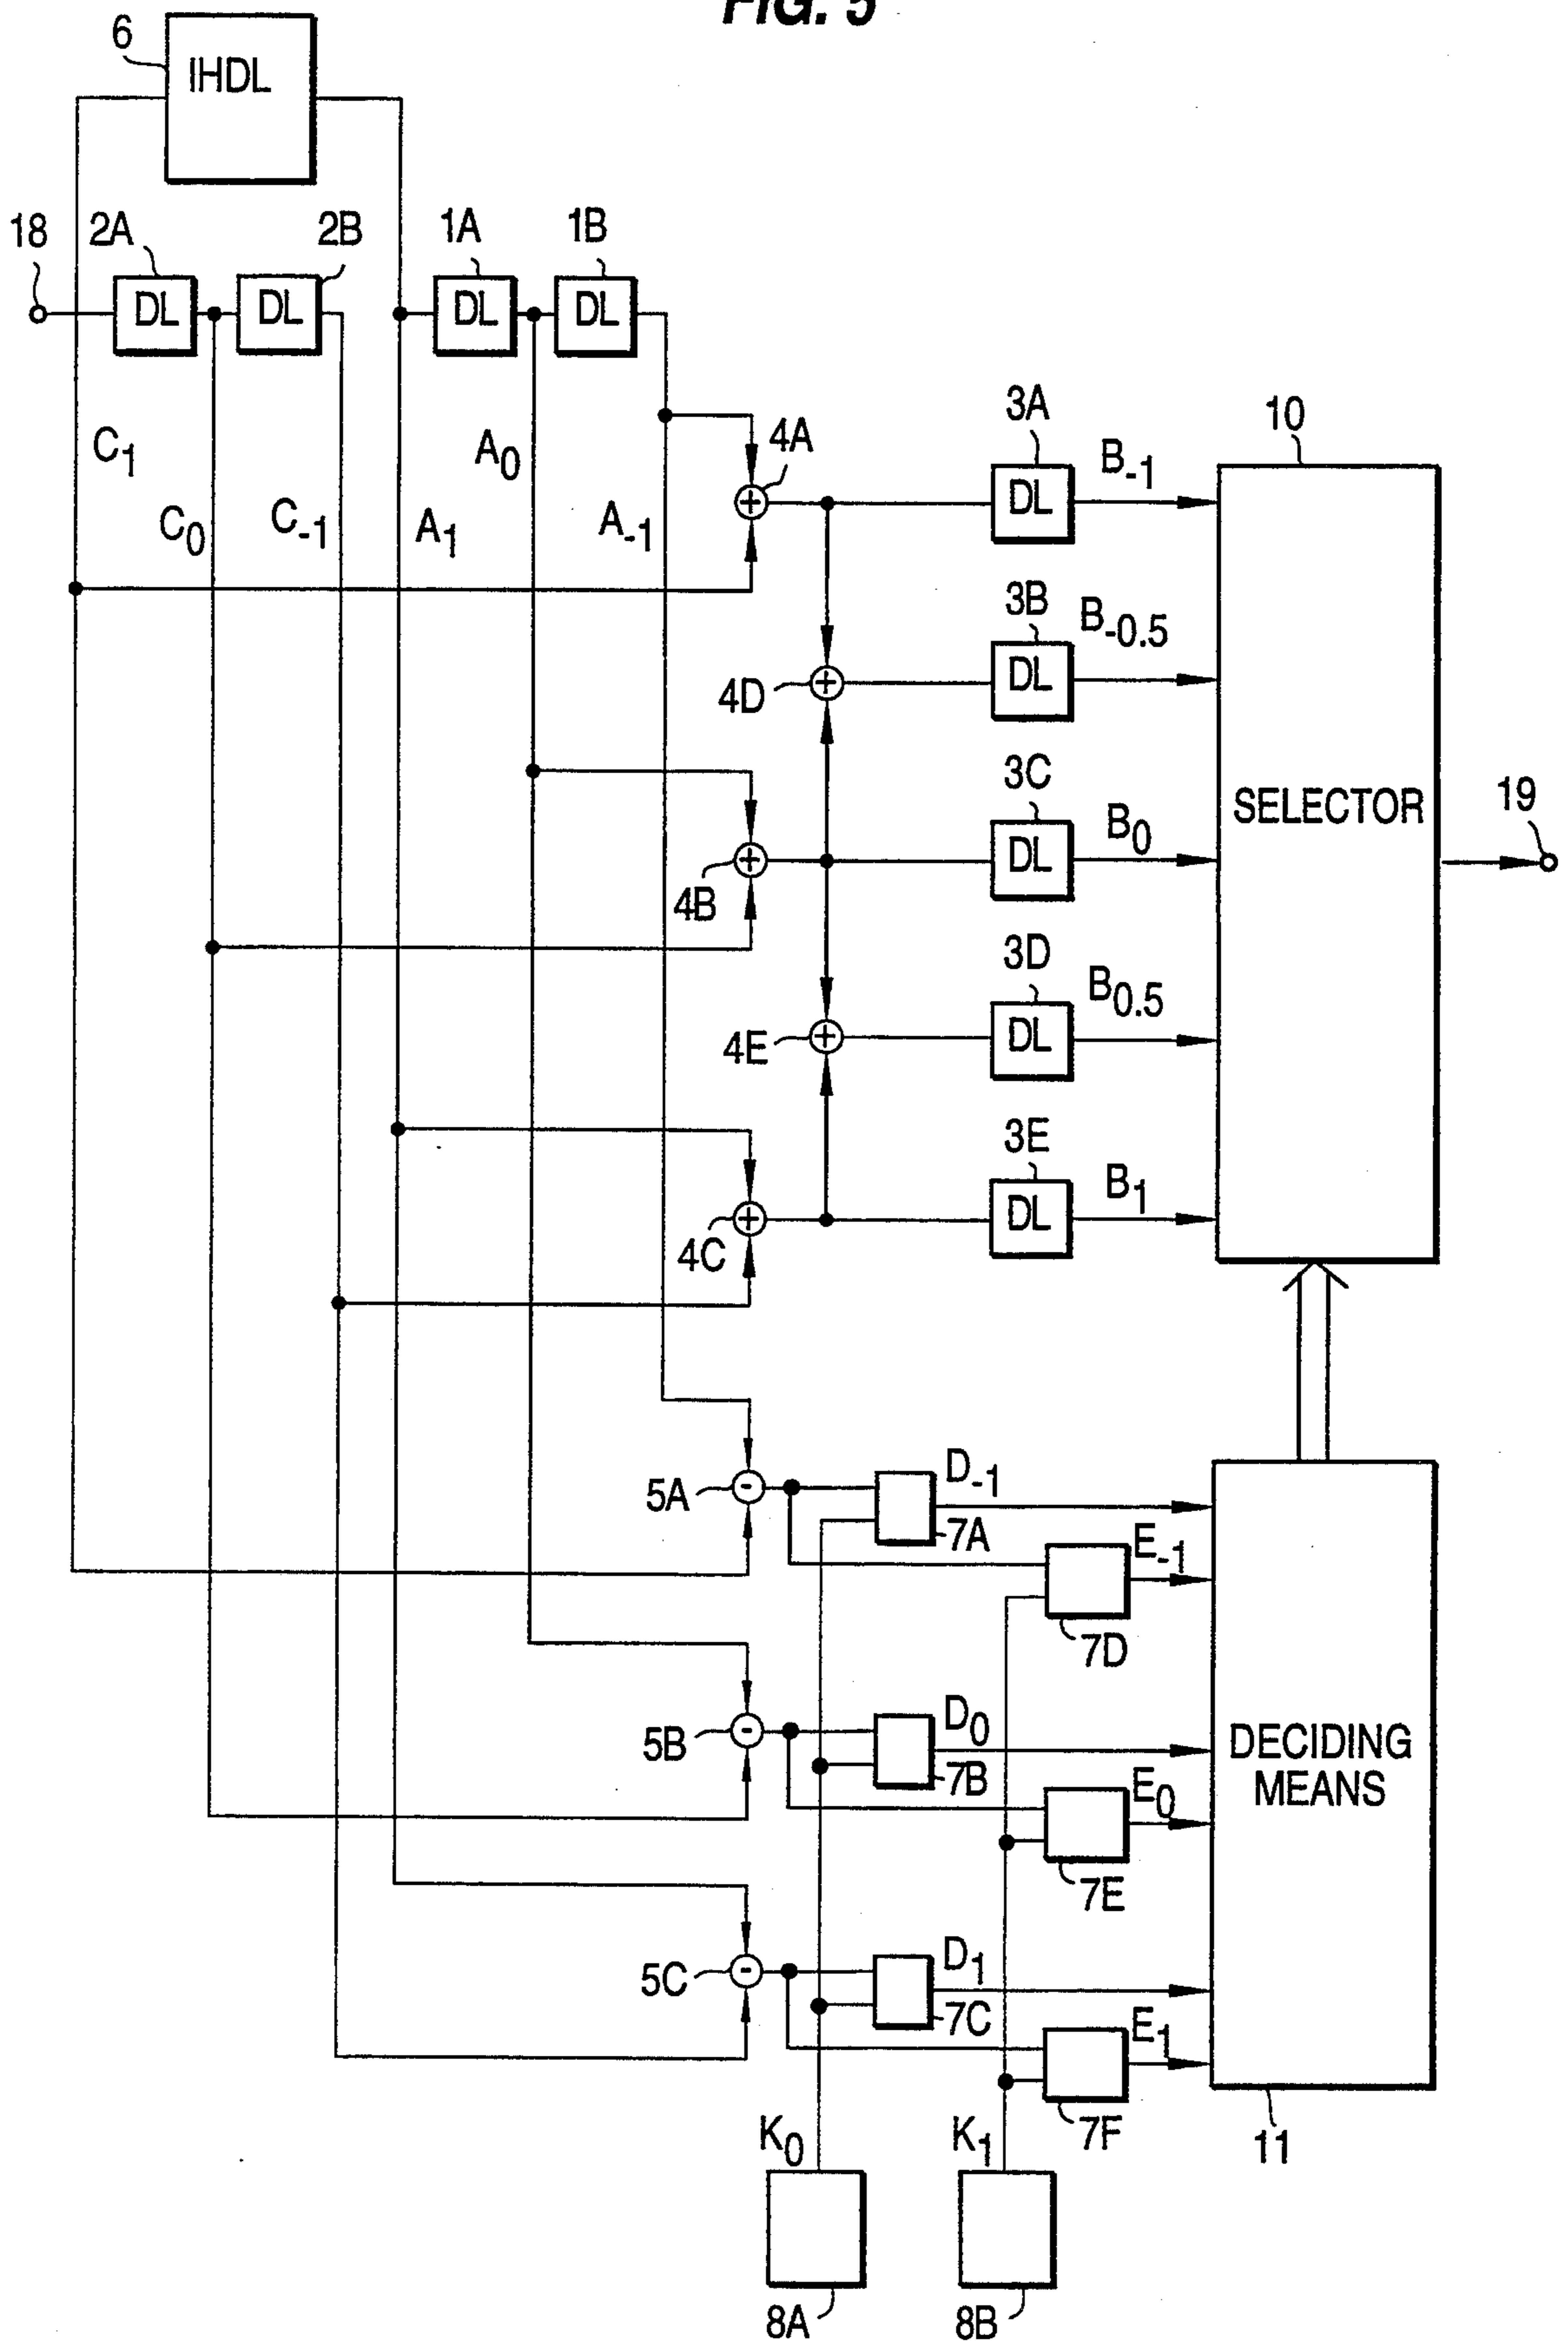 FIG. 5
6
IHDL
18
2A
2B
1A
1B
DL
DL
DL
DL
C1
C0
C-1
A1
A0
A-1
4A
3A
DL
B-1
10
4D
3B
DL
B-0.5
4B
3C
DL
B0
SELECTOR
19
4E
3D
DL
B0.5
4C
3E
DL
B1
5A
D-1
7A
E-1
7D
5B
D0
7B
E0
7E
DECIDING
MEANS
5C
D1
7C
E1
7F
11
K0
K1
8A
8B